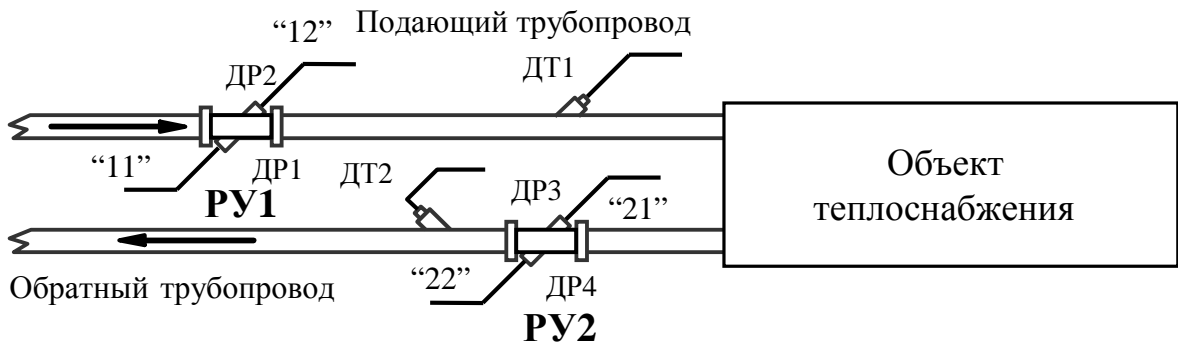 “12”
Подающий трубопровод
ДР2
ДТ1
“11”
ДР1
РУ1
ДТ2
ДР3
“21”
Объект
теплоснабжения
“22”
ДР4
Обратный трубопровод
РУ2